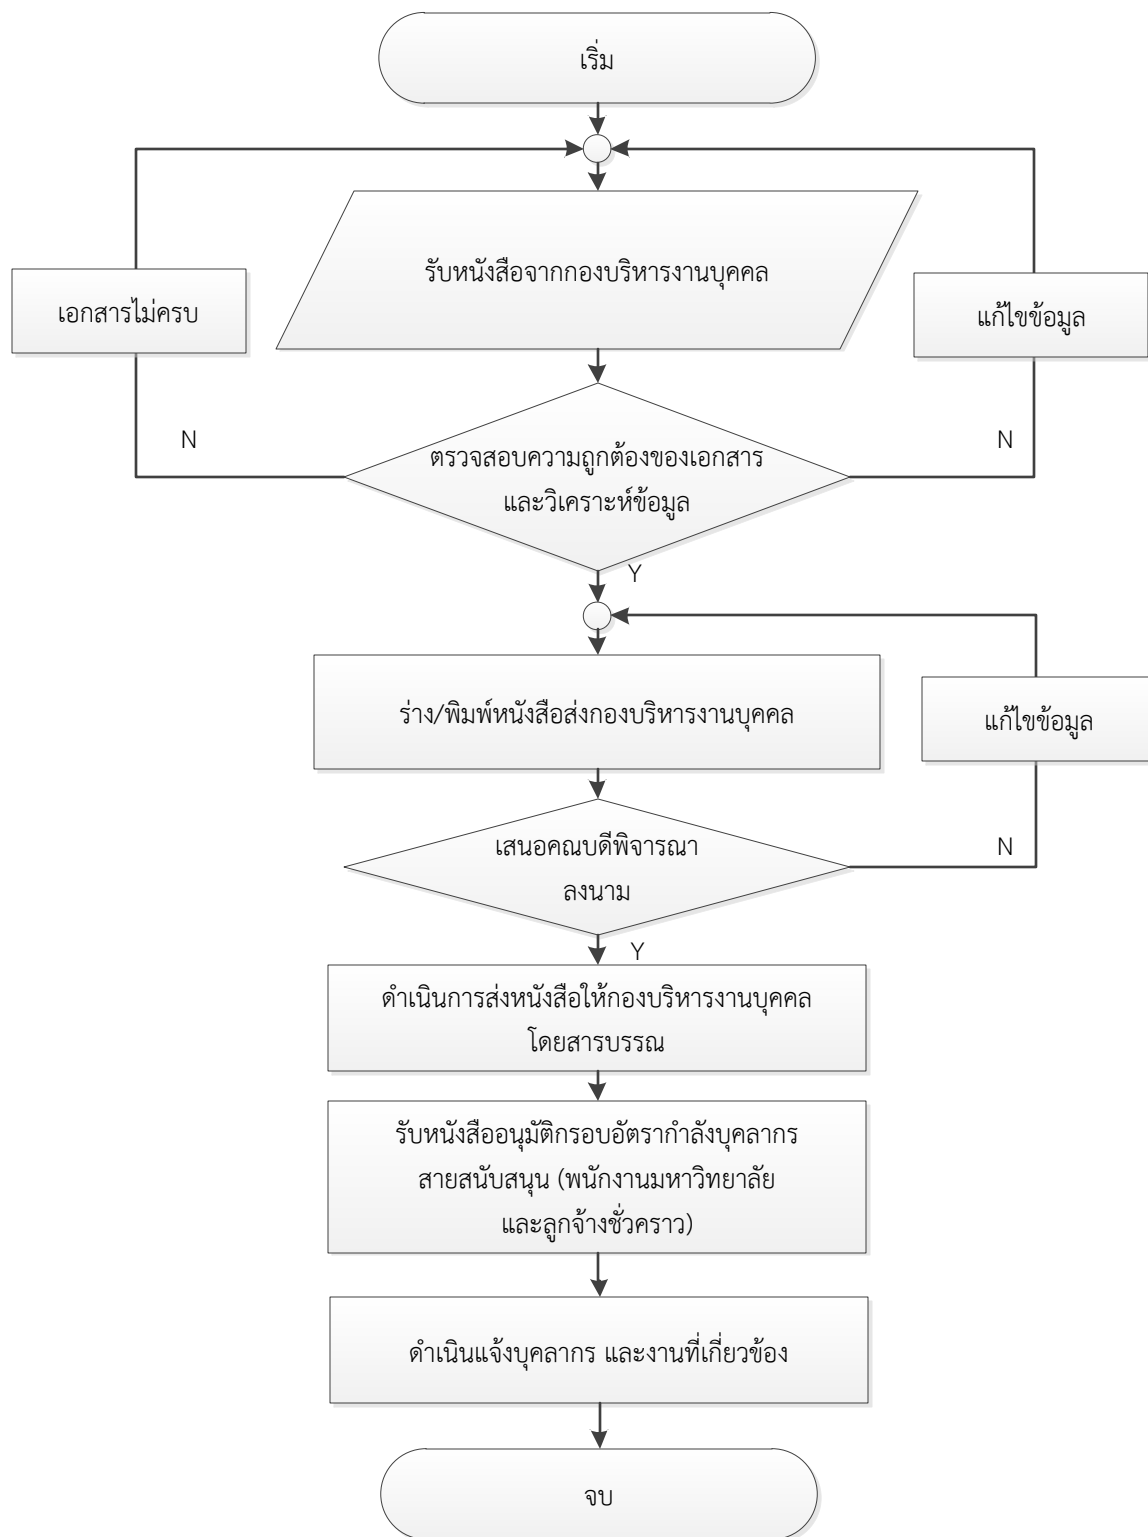 เริ่ม
รับหนังสือจากกองบริหารงานบุคคล
เอกสารไม่ครบ
แก้ไขข้อมูล
N
N
ตรวจสอบความถูกต้องของเอกสาร
และวิเคราะห์ข้อมูล
Y
ร่าง/พิมพ์หนังสือส่งกองบริหารงานบุคคล
แก้ไขข้อมูล
เสนอคณบดีพิจารณา
ลงนาม
N
Y
ดำเนินการส่งหนังสือให้กองบริหารงานบุคคล
โดยสารบรรณ
รับหนังสืออนุมัติกรอบอัตรากำลังบุคลากร
สายสนับสนุน (พนักงานมหาวิทยาลัย
และลูกจ้างชั่วคราว)
ดำเนินแจ้งบุคลากร และงานที่เกี่ยวข้อง
จบ